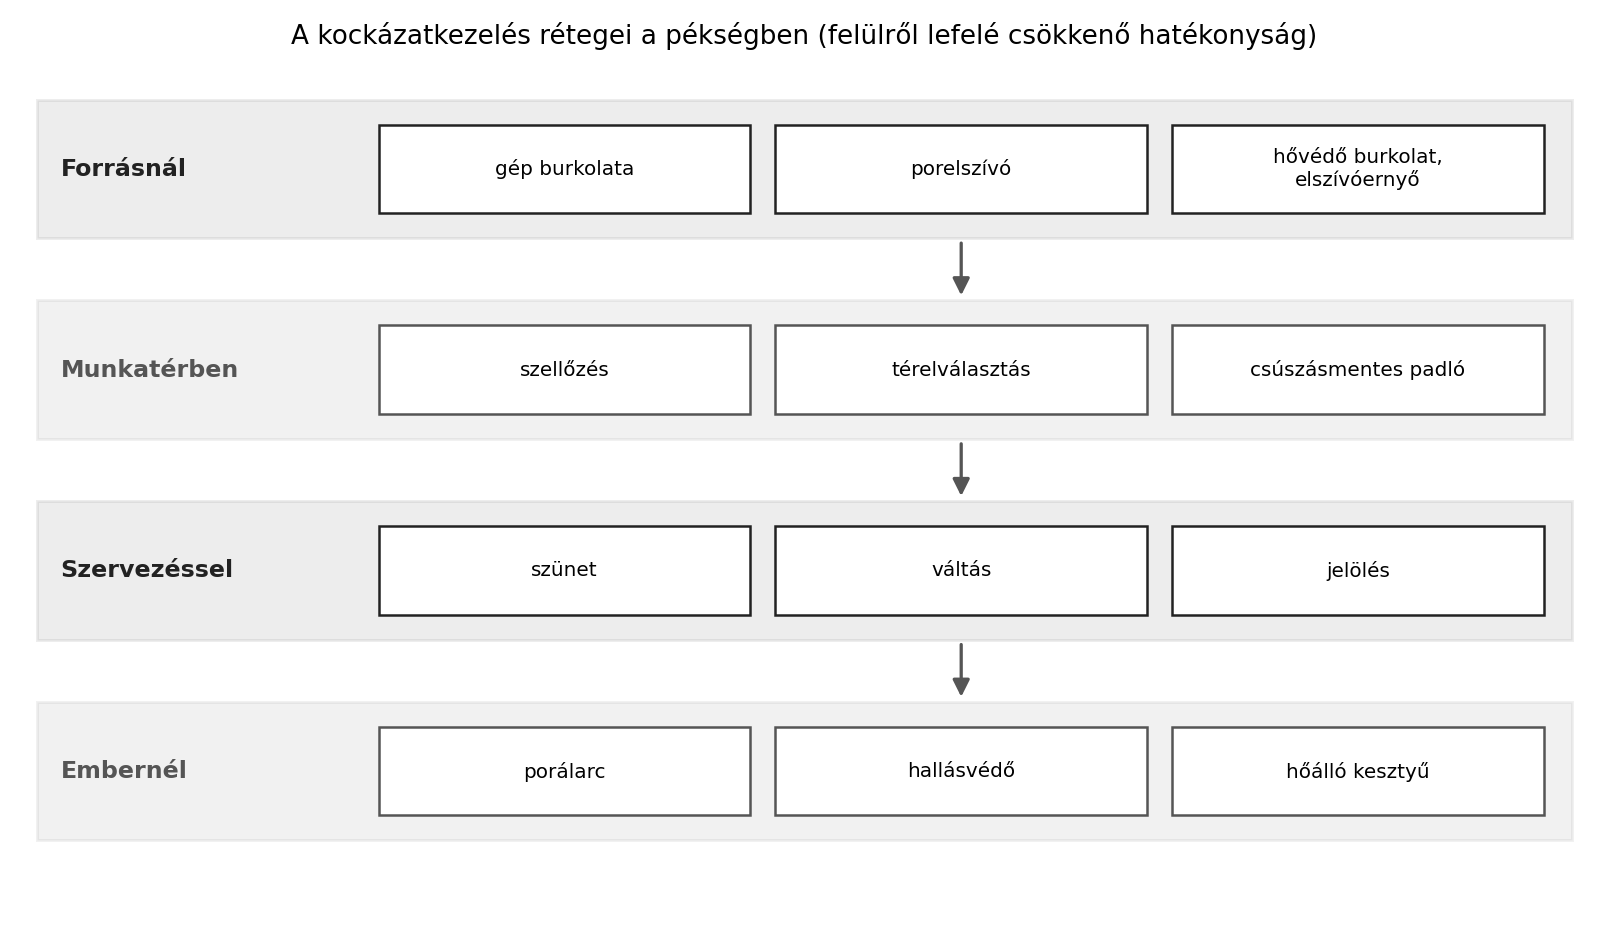 A kockázatkezelés rétegei a pékségben (felülről lefelé csökkenő hatékonyság)
Forrásnál
gép burkolata
porelszívó
hővédő burkolat,
elszívóernyő
Munkatérben
szellőzés
térelválasztás
csúszásmentes padló
Szervezéssel
szünet
váltás
jelölés
Embernél
porálarc
hallásvédő
hőálló kesztyű